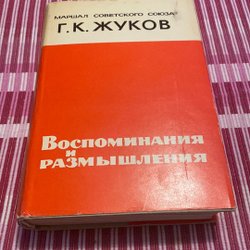 МАРШАЛ СОВЕТСКОГО СОЮЗА
Г.К.ЖУКОВ
ВОСПОМИНАНИЯ
И
РАЗМЫШЛЕНИЯ